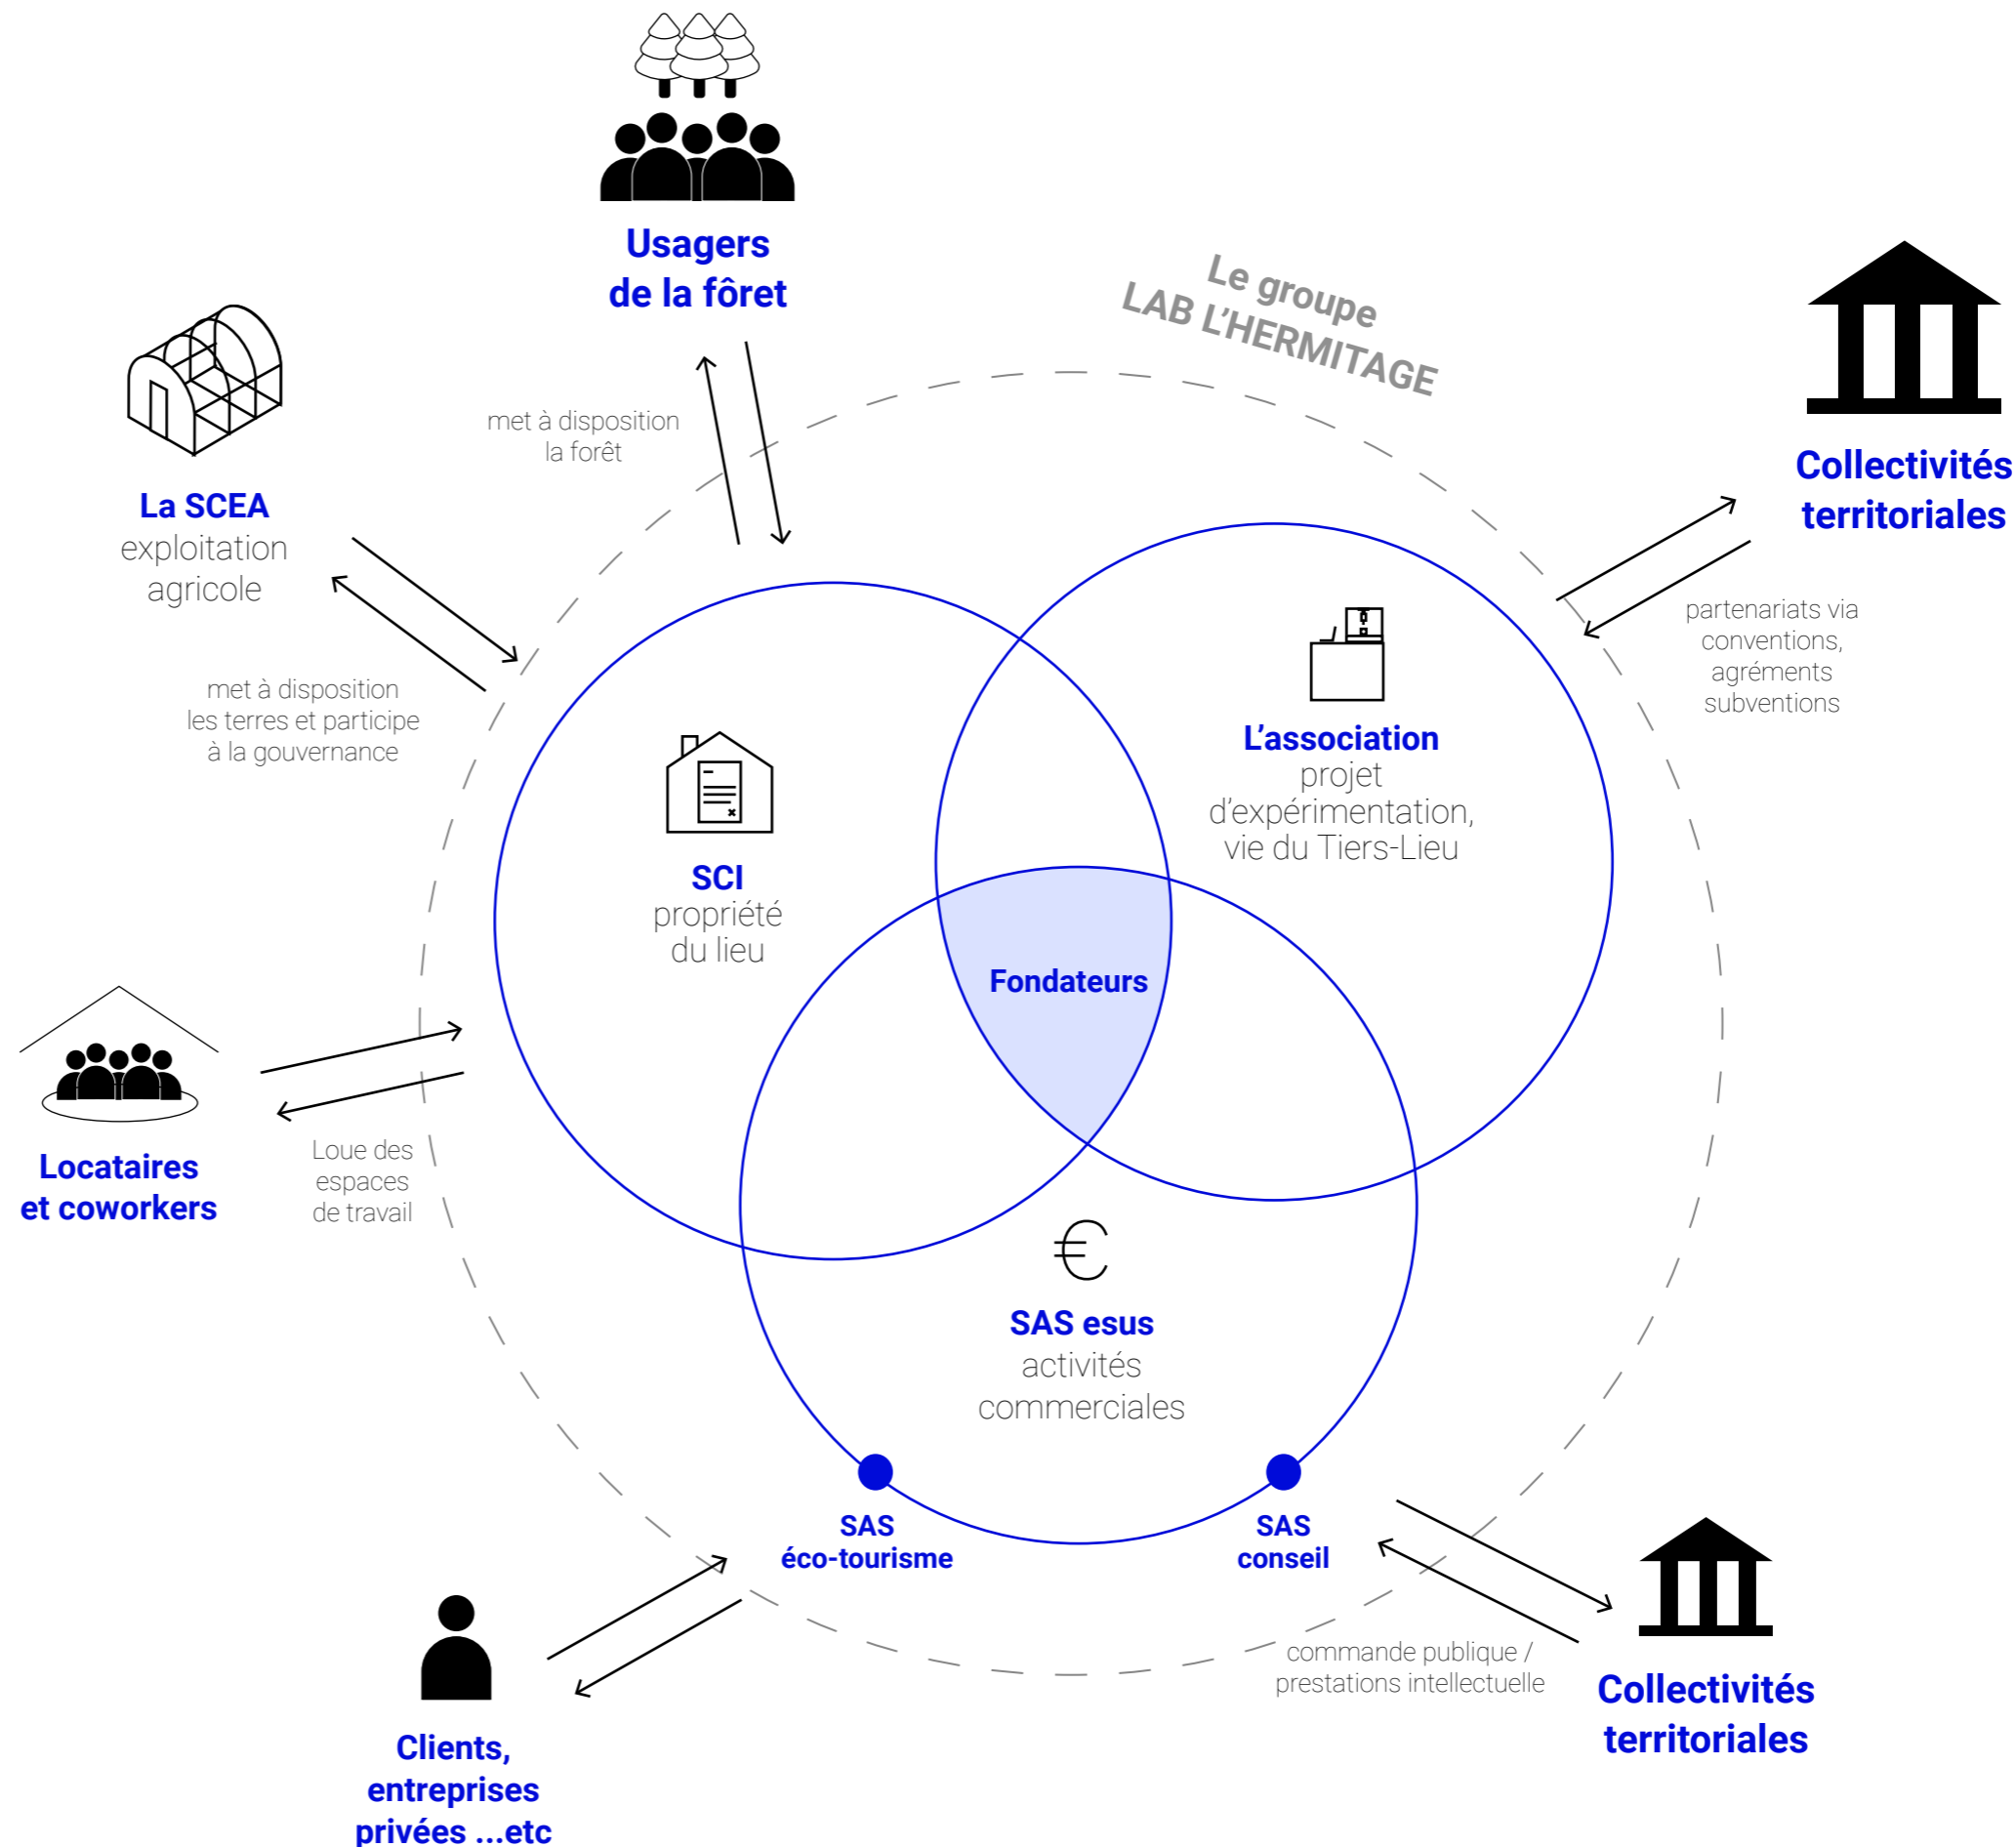 Usagers
de la fôret
Le groupe
LAB L'HERMITAGE
Collectivités
territoriales
met à disposition
la forêt
La SCEA
exploitation
agricole
partenariats via
conventions,
agréments
subventions
met à disposition
les terres et participe
à la gouvernance
L'association
projet
d'expérimentation,
vie du Tiers-Lieu
SCI
propriété
du lieu
Fondateurs
Locataires
et coworkers
Loue des
espaces
de travail
€
SAS esus
activités
commerciales
SAS
éco-tourisme
SAS
conseil
commande publique /
prestations intellectuelle
Collectivités
territoriales
Clients,
entreprises
privées ...etc